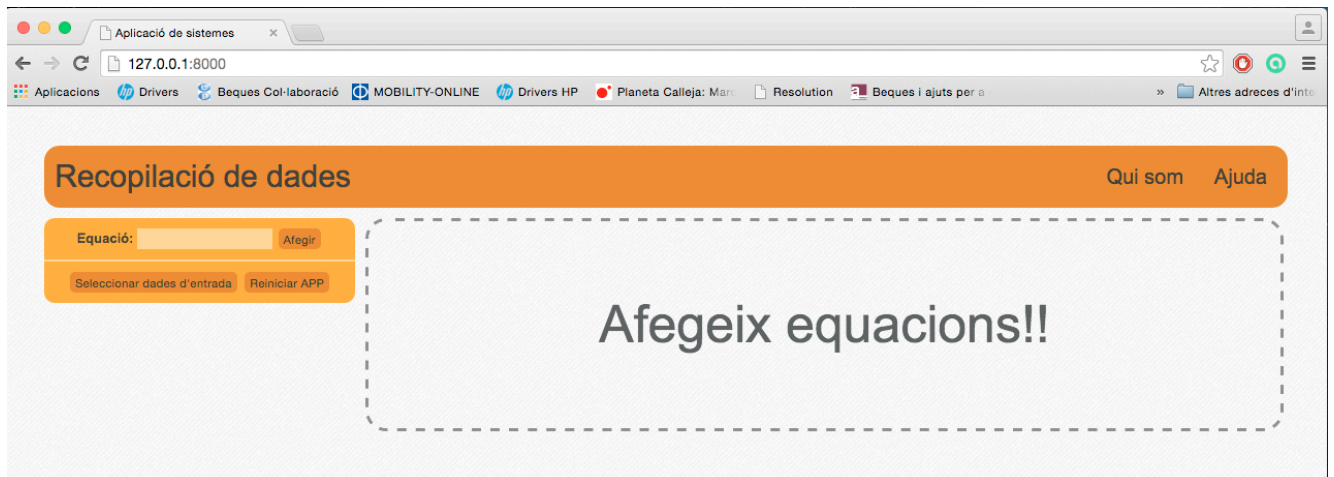 Aplicació de sistemes
127.0.0.1:8000
Aplicacions Drivers Beques Col·laboració MOBILITY-ONLINE Drivers HP Planeta Calleja: Marc Resolution Beques i ajuts per a » Altres adreces d'inte
Recopilació de dades Qui som Ajuda
Equació: Afegir
Seleccionar dades d'entrada Reiniciar APP
Afegeix equacions!!